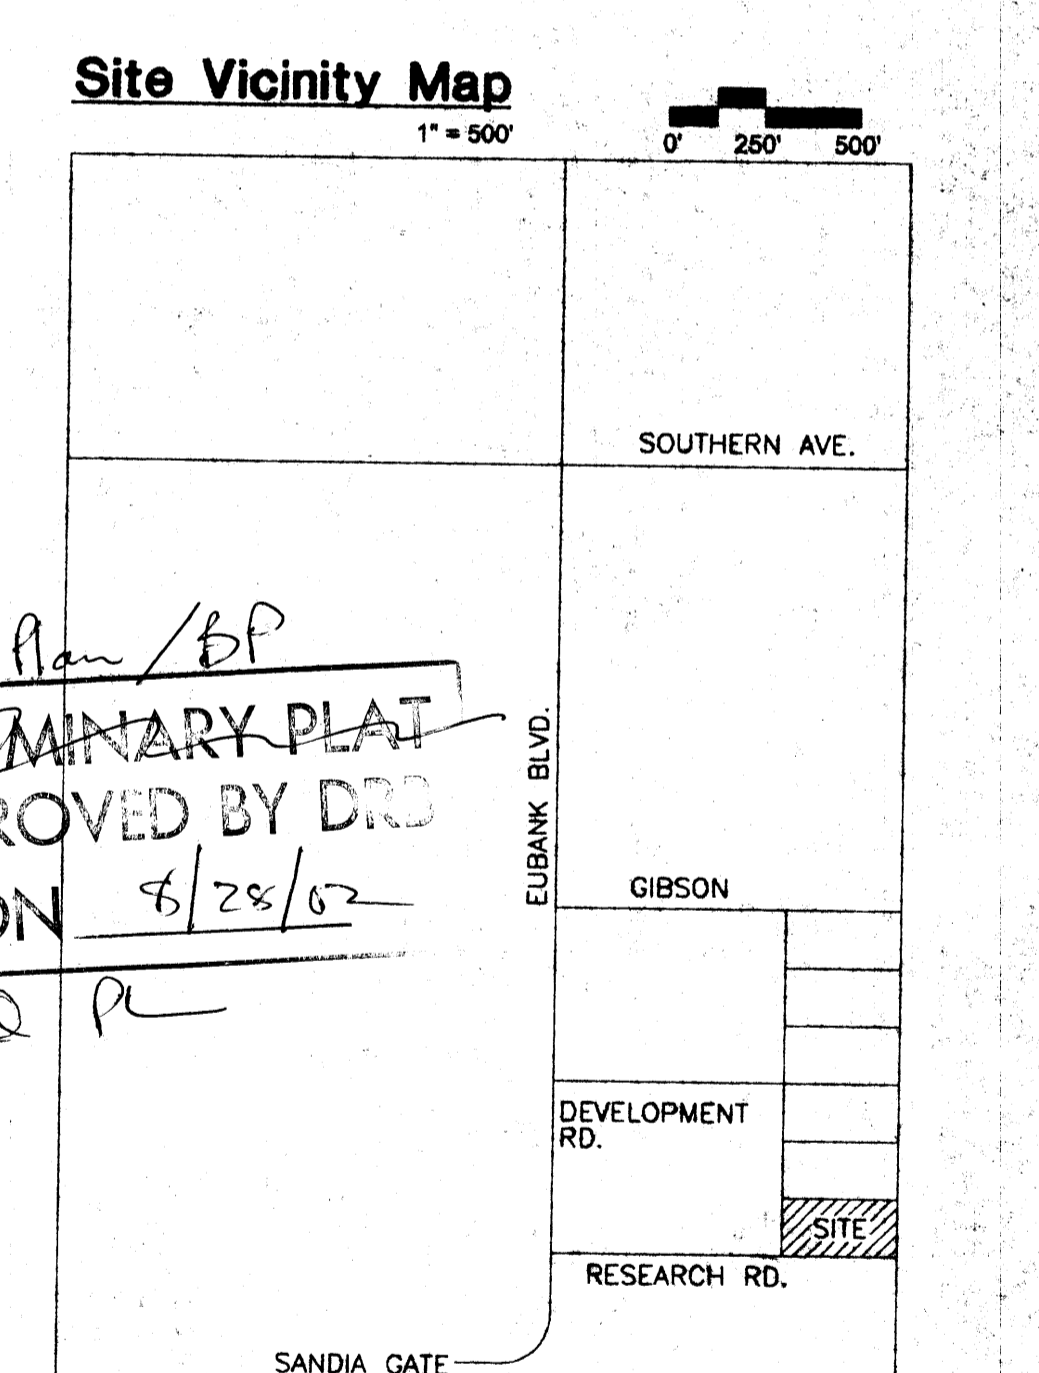 Site Vicinity Map
1" = 500'
0' 250' 500'
SOUTHERN AVE.
Plan / BP
MINARY PLAT
ROVED BY DRB
ON 8/28/02
EUBANK BLVD.
GIBSON
DEVELOPMENT
RD.
SITE
RESEARCH RD.
SANDIA GATE